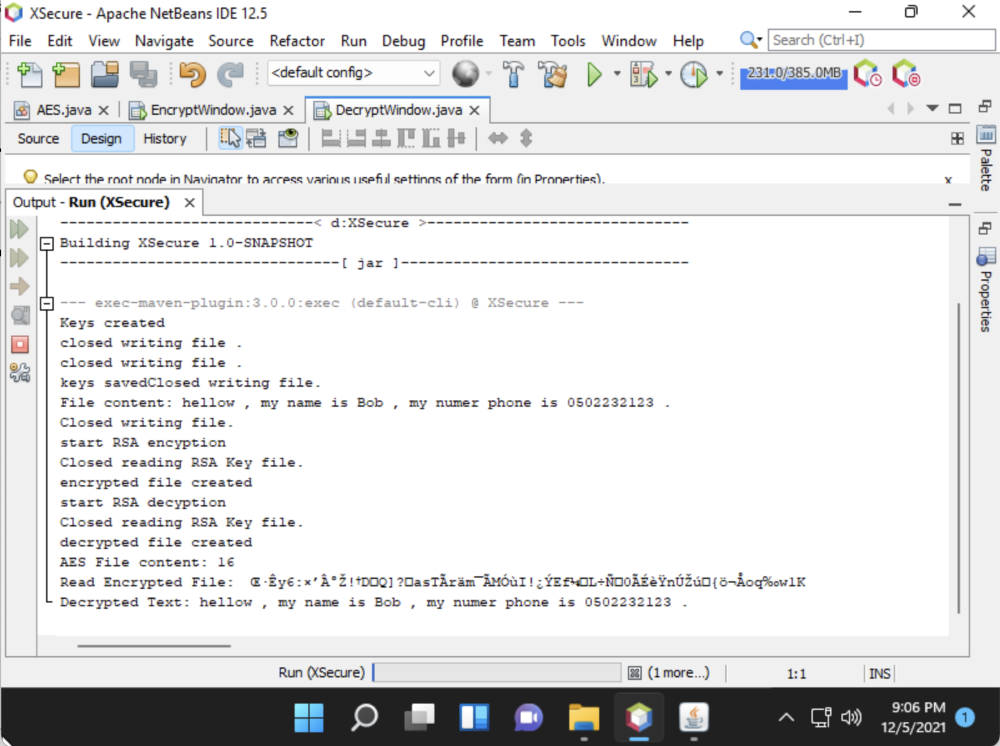 XSecure - Apache NetBeans IDE 12.5
File Edit View Navigate Source Refactor Run Debug Profile Team Tools Window Help Search (Ctrl+I)
<default config> 231.0/385.0MB
AES.java EncryptWindow.java DecryptWindow.java
Source Design History
Palette
Select the root node in Navigator to access various useful settings of the form (in Properties). x
Output - Run (XSecure)
-----------------------------< d:XSecure >------------------------------
Building XSecure 1.0-SNAPSHOT
--------------------------------[ jar ]---------------------------------
Properties
--- exec-maven-plugin:3.0.0:exec (default-cli) @ XSecure ---
Keys created
closed writing file .
closed writing file .
keys savedClosed writing file.
File content: hellow , my name is Bob , my numer phone is 0502232123 .
Closed writing file.
start RSA encyption
Closed reading RSA Key file.
encrypted file created
start RSA decyption
Closed reading RSA Key file.
decrypted file created
AES File content: 16
Read Encrypted File:
Decrypted Text: hellow , my name is Bob , my numer phone is 0502232123 .
Run (XSecure) (1 more...) 1:1 INS
9:06 PM
12/5/2021 1